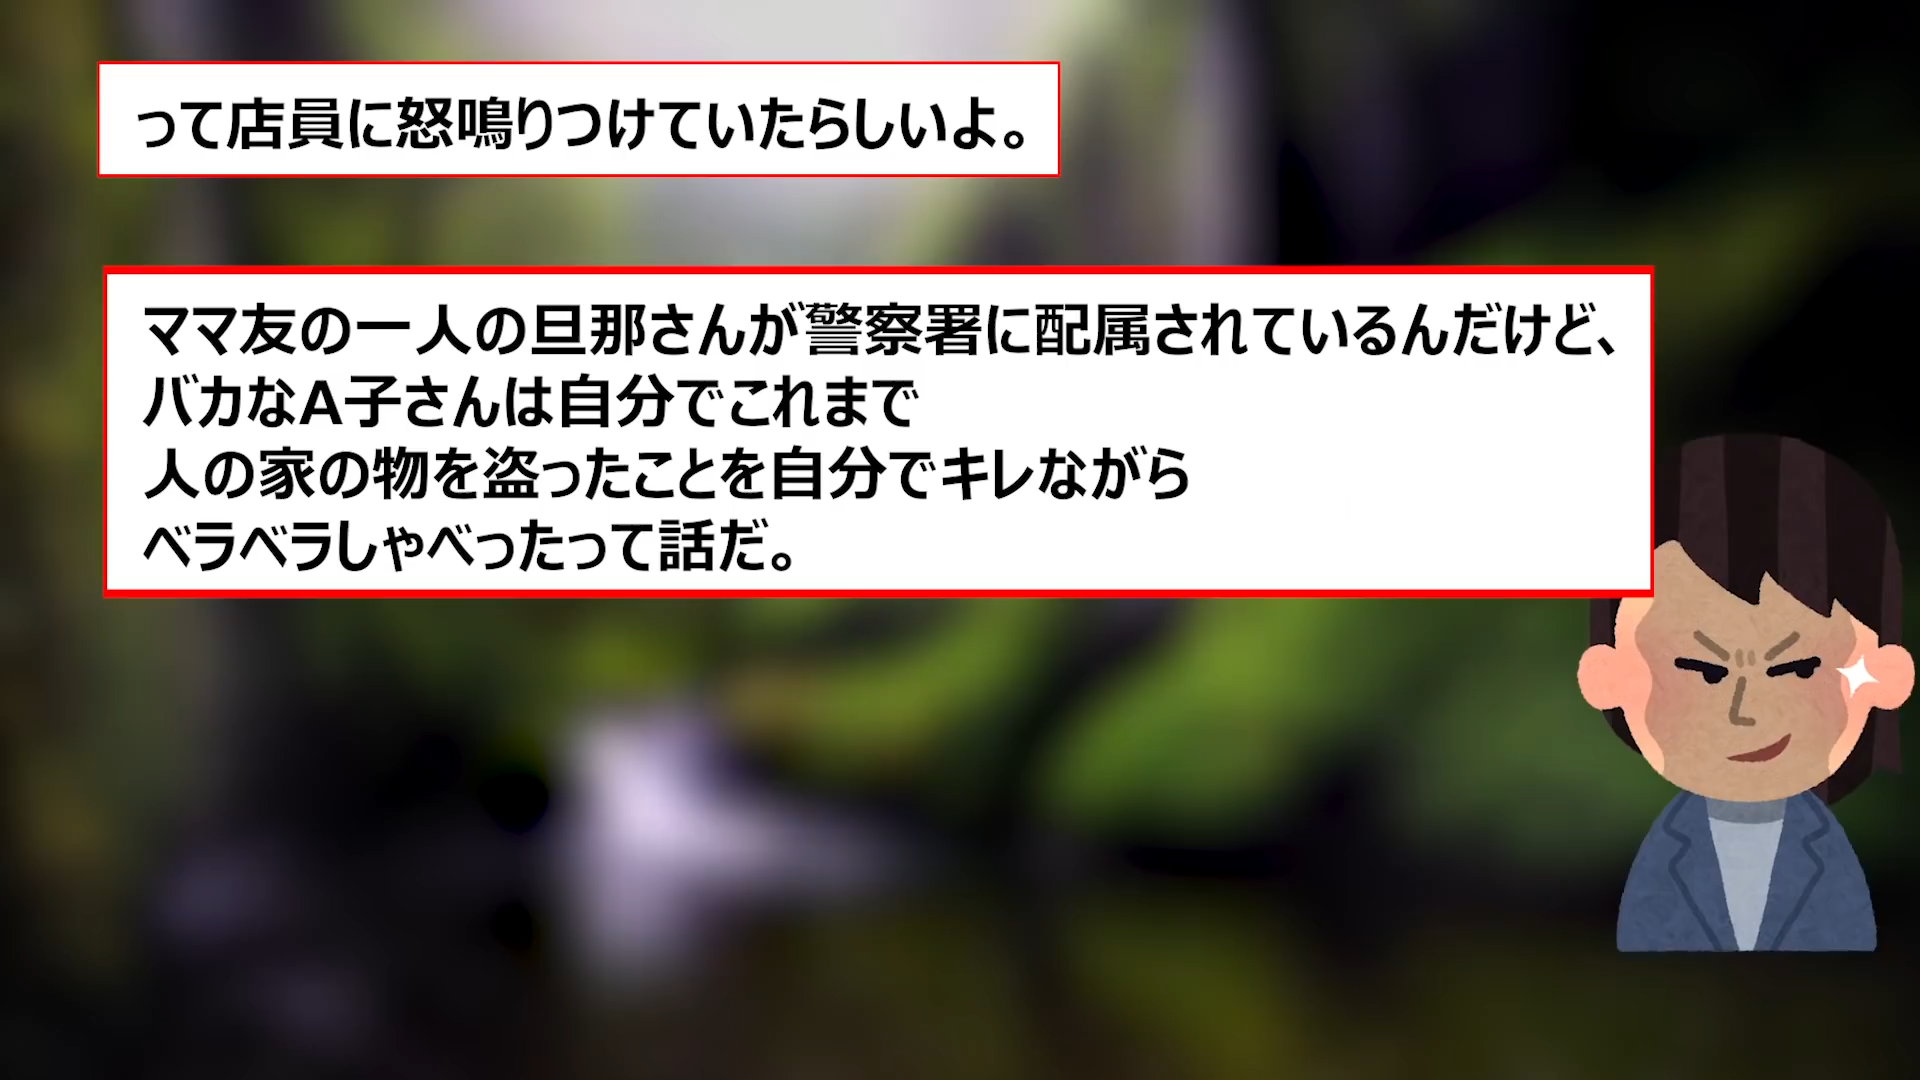 って店員に怒鳴りつけていたらしいよ。
ママ友の一人の旦那さんが警察署に配属されているんだけど、
バカなA子さんは自分でこれまで
人の家の物を盗ったことを自分でキレながら
ベラベラしゃべったって話だ。